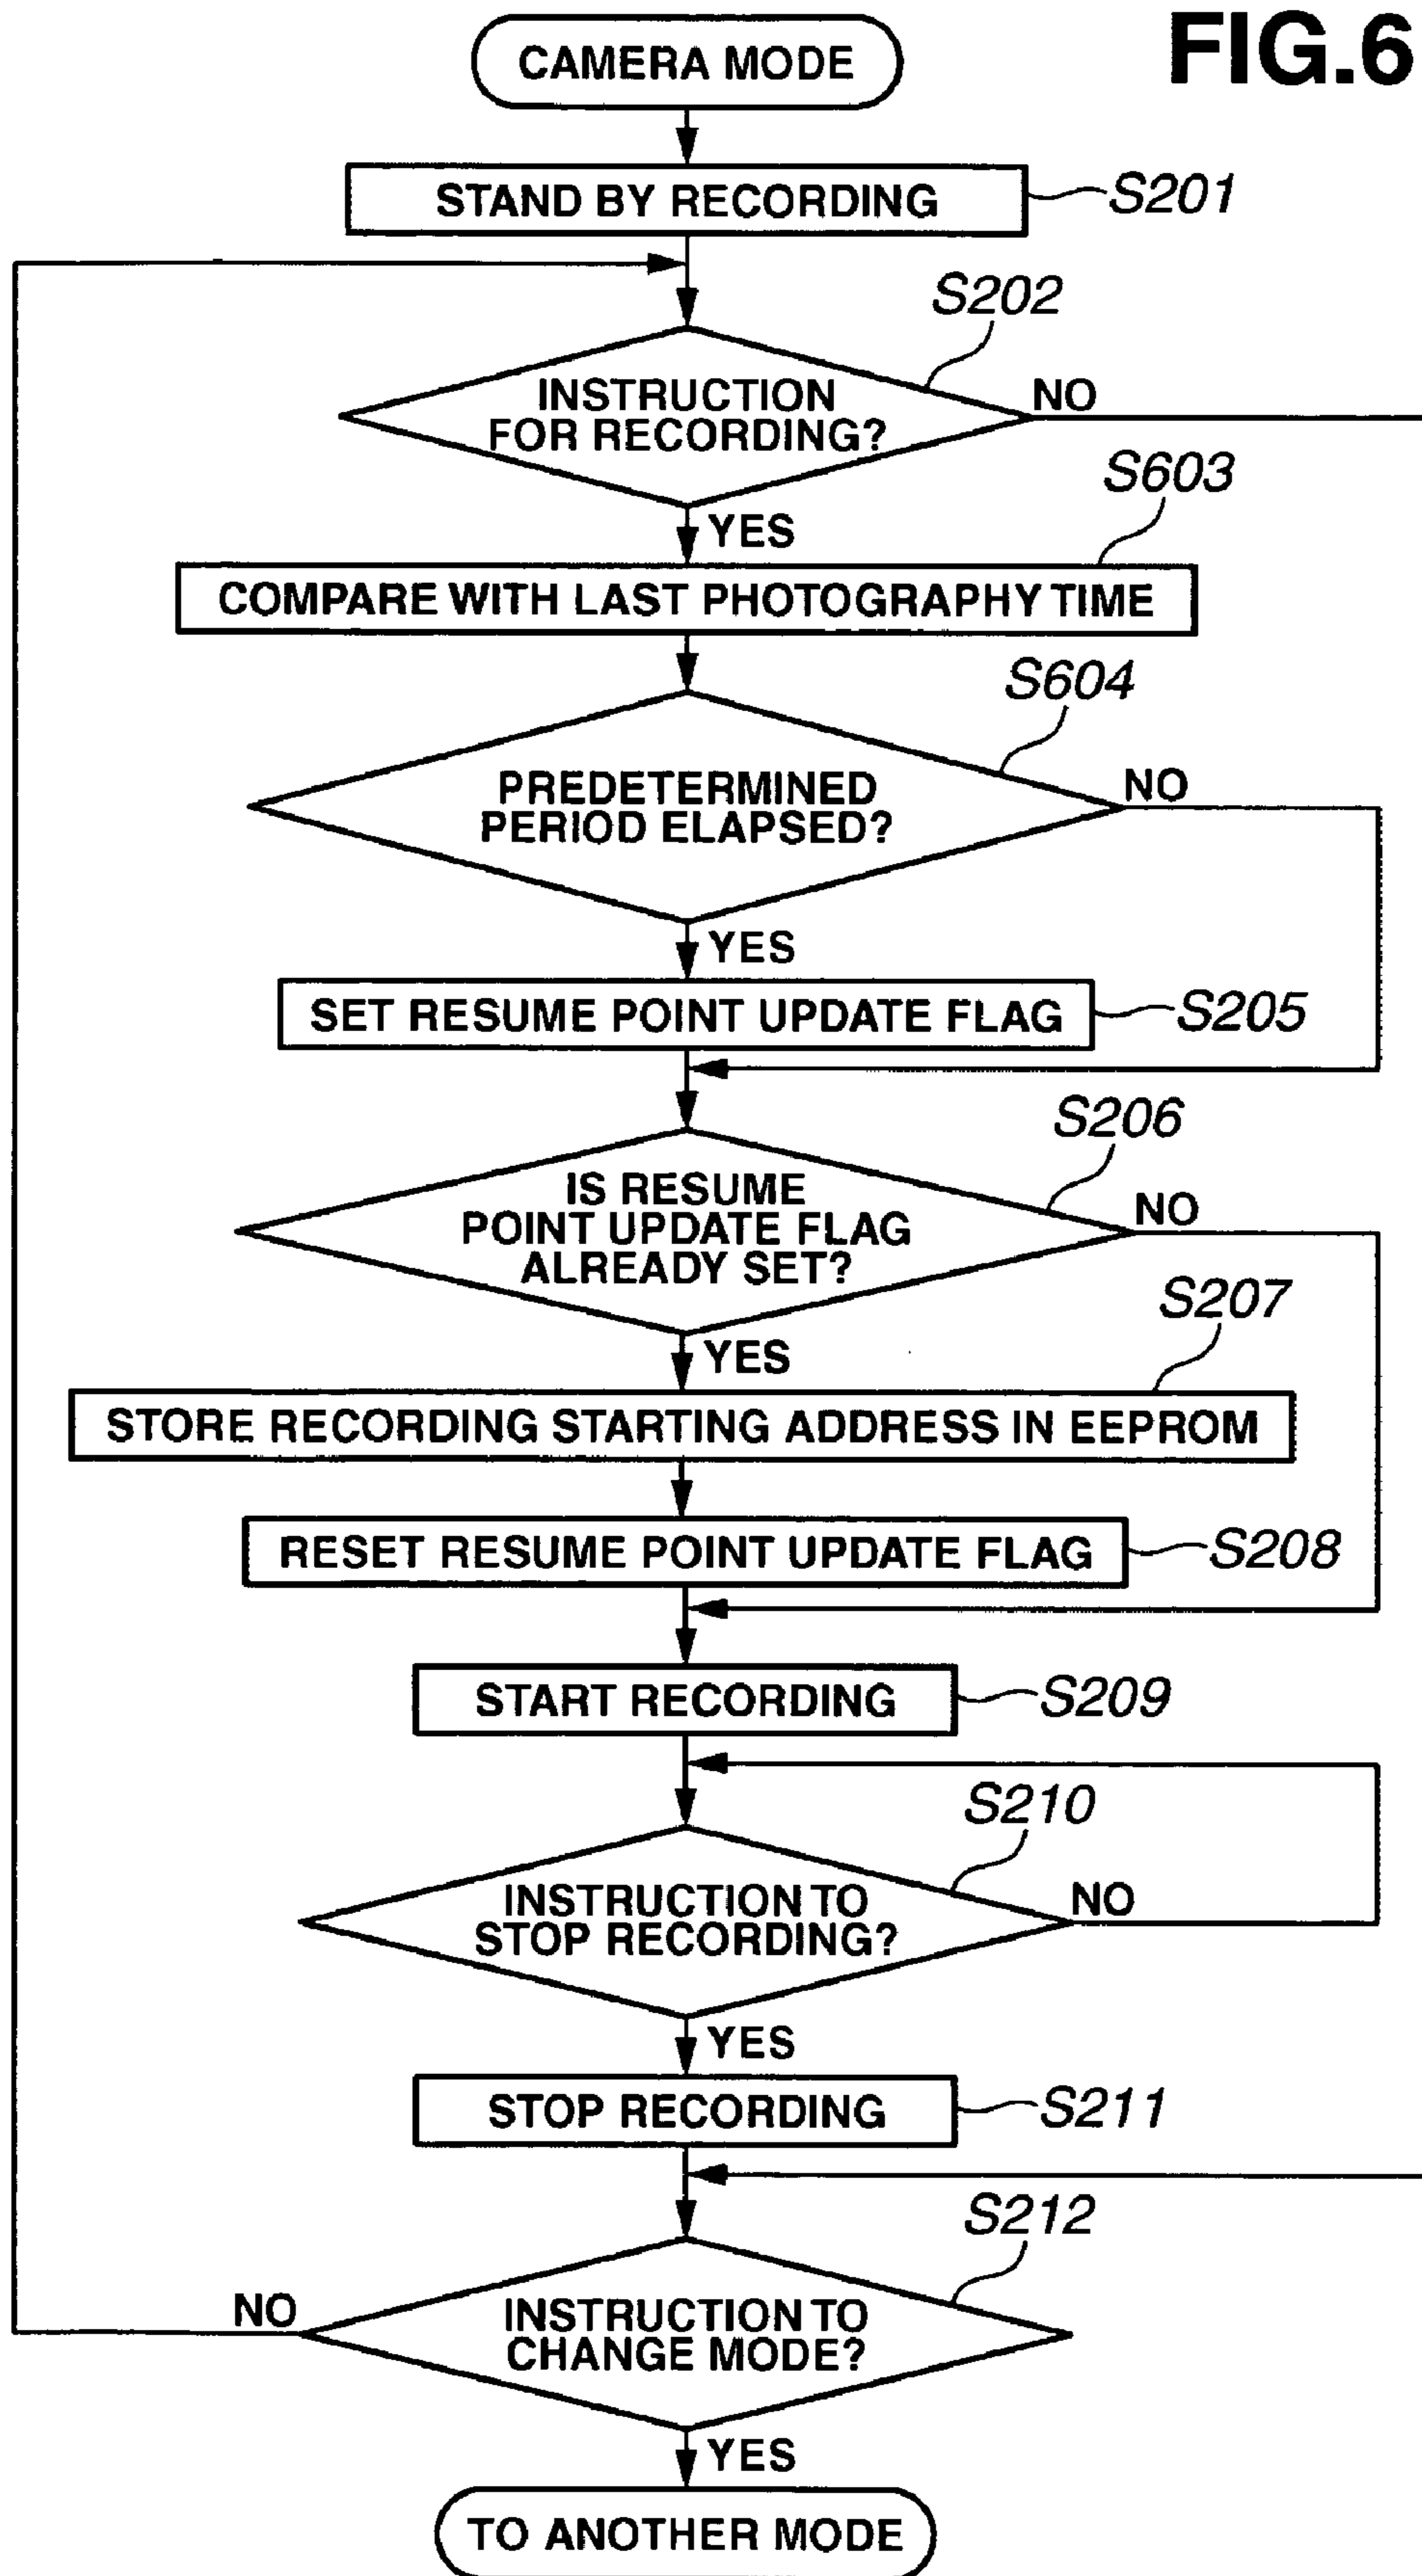 FIG.6
CAMERA MODE
STAND BY RECORDING
S201
S202
INSTRUCTION
FOR RECORDING?
NO
YES
S603
COMPARE WITH LAST PHOTOGRAPHY TIME
S604
PREDETERMINED
PERIOD ELAPSED?
NO
YES
SET RESUME POINT UPDATE FLAG
S205
S206
IS RESUME
POINT UPDATE FLAG
ALREADY SET?
NO
YES
S207
STORE RECORDING STARTING ADDRESS IN EEPROM
RESET RESUME POINT UPDATE FLAG
S208
START RECORDING
S209
S210
INSTRUCTION TO
STOP RECORDING?
NO
YES
STOP RECORDING
S211
S212
NO
INSTRUCTION TO
CHANGE MODE?
YES
TO ANOTHER MODE